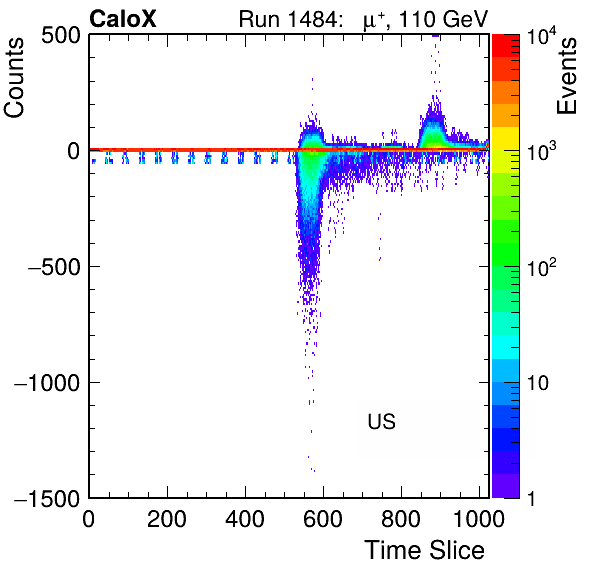 CaloX Run 1484: μ⁺, 110 GeV
Counts
Events
500
0
−500
−1000
−1500
0 200 400 600 800 1000
Time Slice
US
10⁴
10³
10²
10
1